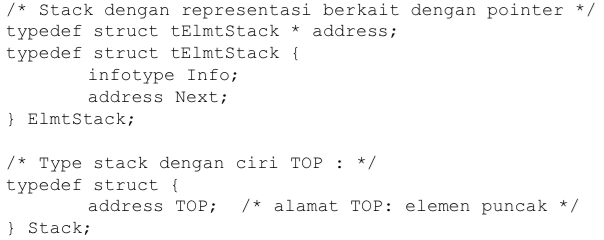 /* Stack dengan representasi berkait dengan pointer */
typedef struct tElmtStack * address;
typedef struct tElmtStack {
        infotype Info;
        address Next;
} ElmtStack;

/* Type stack dengan ciri TOP : */
typedef struct {
        address TOP;  /* alamat TOP: elemen puncak */
} Stack;